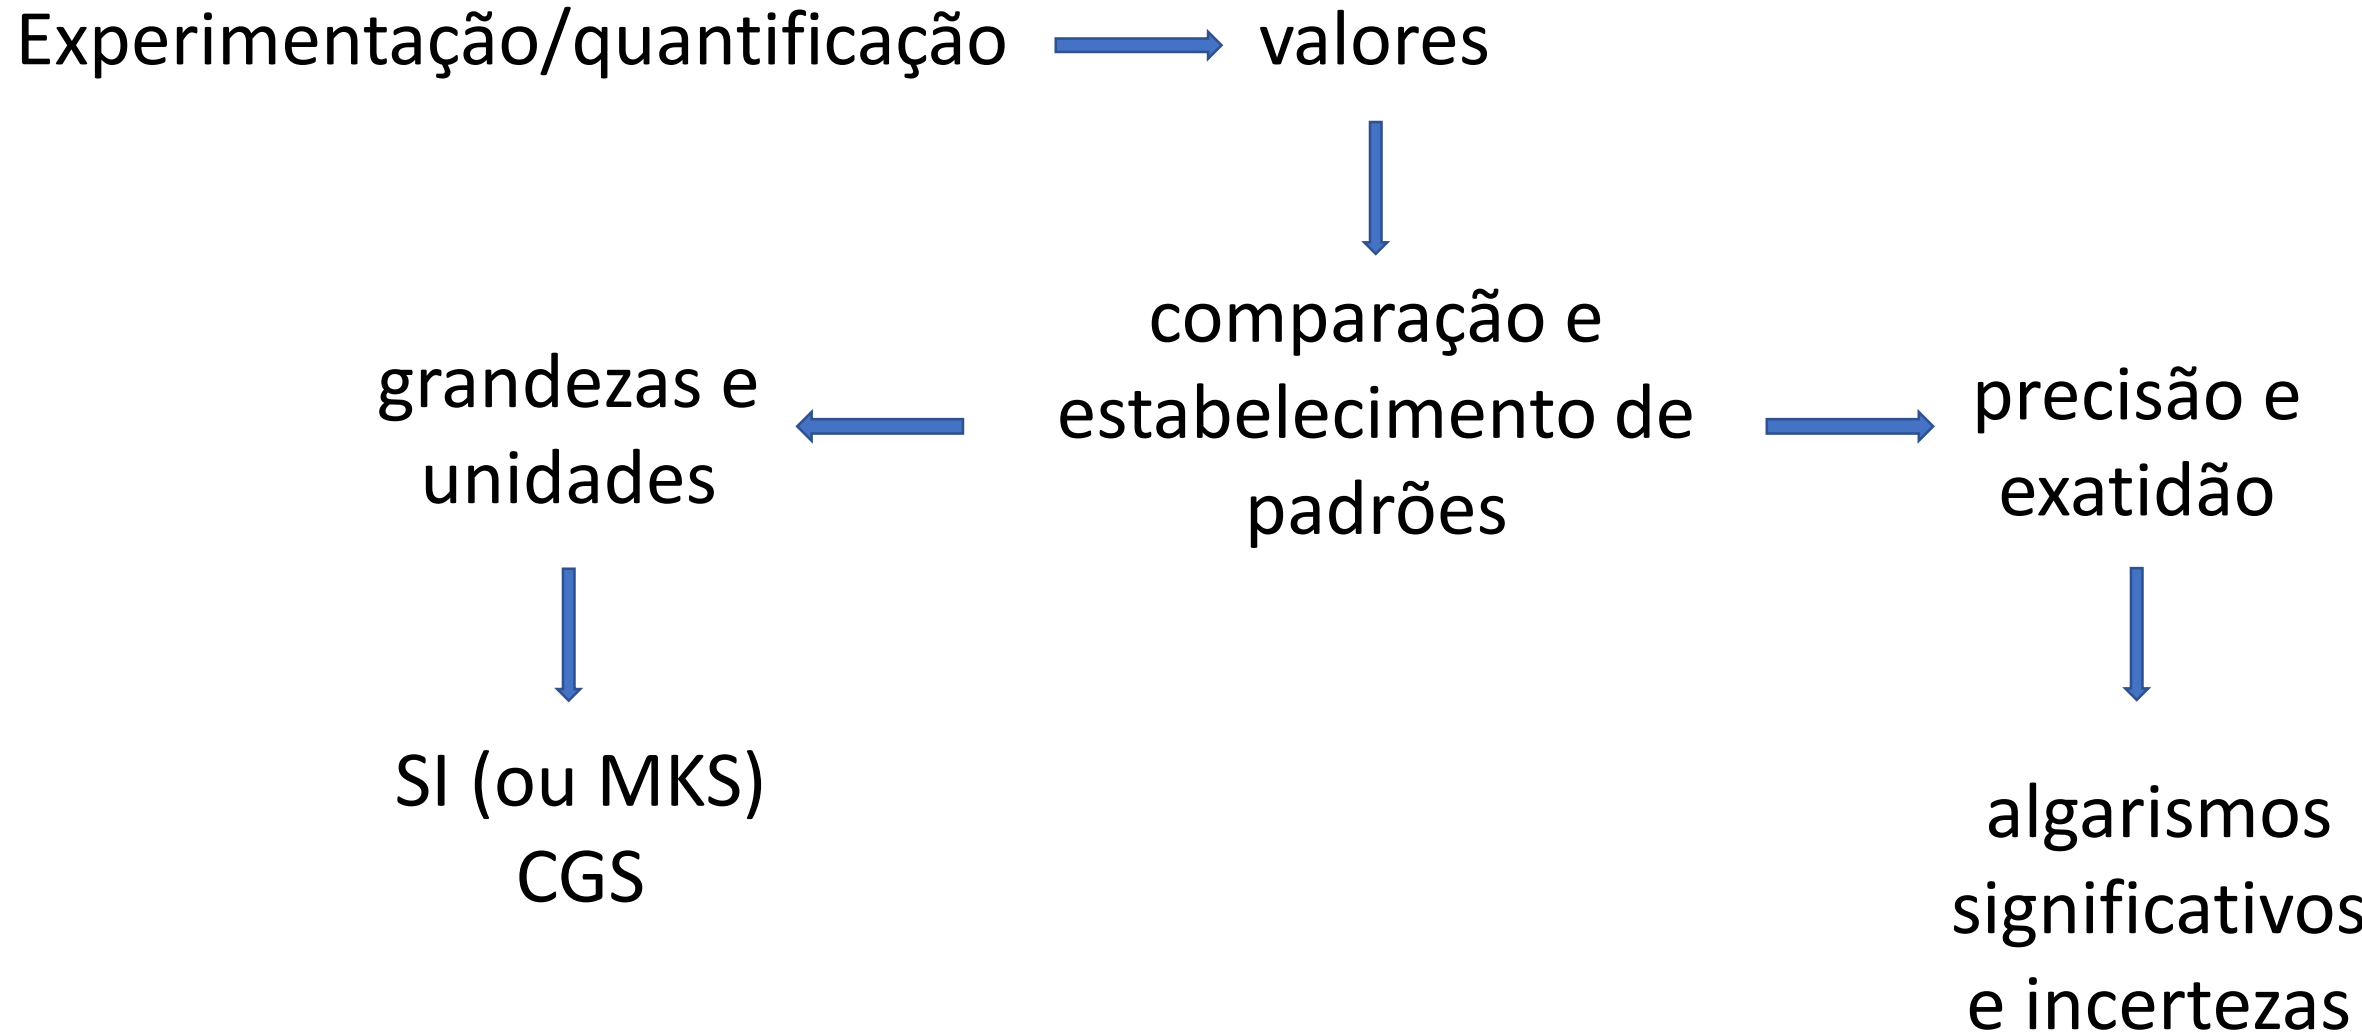 Experimentação/quantificação
valores
comparação e
estabelecimento de
padrões
grandezas e
unidades
precisão e
exatidão
SI (ou MKS)
CGS
algarismos
significativos
e incertezas